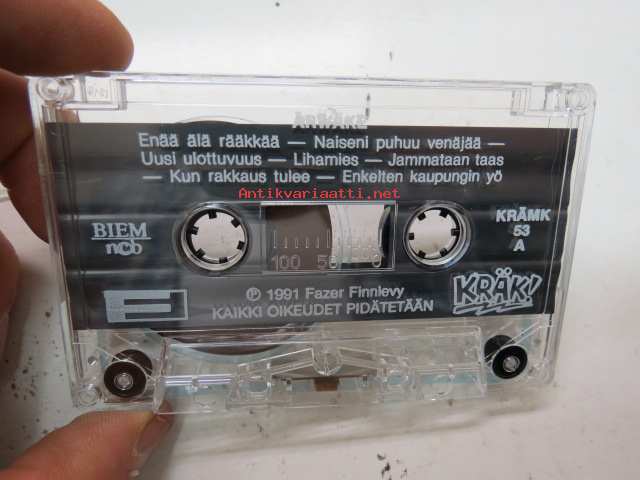 Enää älä rääkkää — Naiseni puhuu venäjää —
Uusi ulottuvuus — Lihamies — Jammataan taas
— Kun rakkaus tulee — Enkelten kaupungin yö
Antikvariaatti.net
BIEM
ncb
KRÄMK
53
A
100 50 0
E
KRÄK!
℗ 1991 Fazer Finnlevy
KAIKKI OIKEUDET PIDÄTETÄÄN